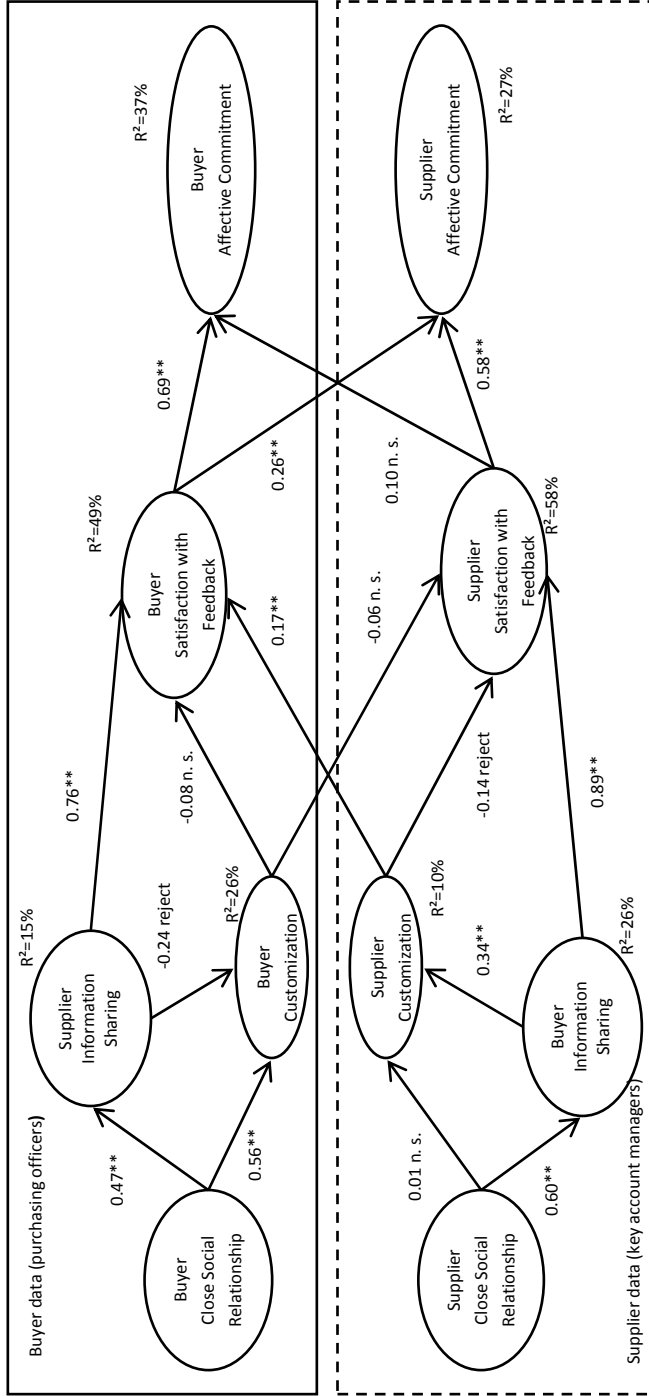 Buyer data (purchasing officers)
Buyer
Close Social
Relationship
0.47**
0.56**
Supplier
Information
Sharing
R²=15%
-0.24 reject
Buyer
Customization
R²=26%
0.76**
-0.08 n. s.
Buyer
Satisfaction with
Feedback
R²=49%
0.17**
0.69**
0.26**
Buyer
Affective Commitment
R²=37%
Supplier
Close Social
Relationship
0.01 n. s.
0.60**
Supplier
Customization
R²=10%
0.34**
Buyer
Information
Sharing
R²=26%
-0.06 n. s.
-0.14 reject
0.89**
Supplier
Satisfaction with
Feedback
R²=58%
0.10 n. s.
0.58**
Supplier
Affective Commitment
R²=27%
Supplier data (key account managers)